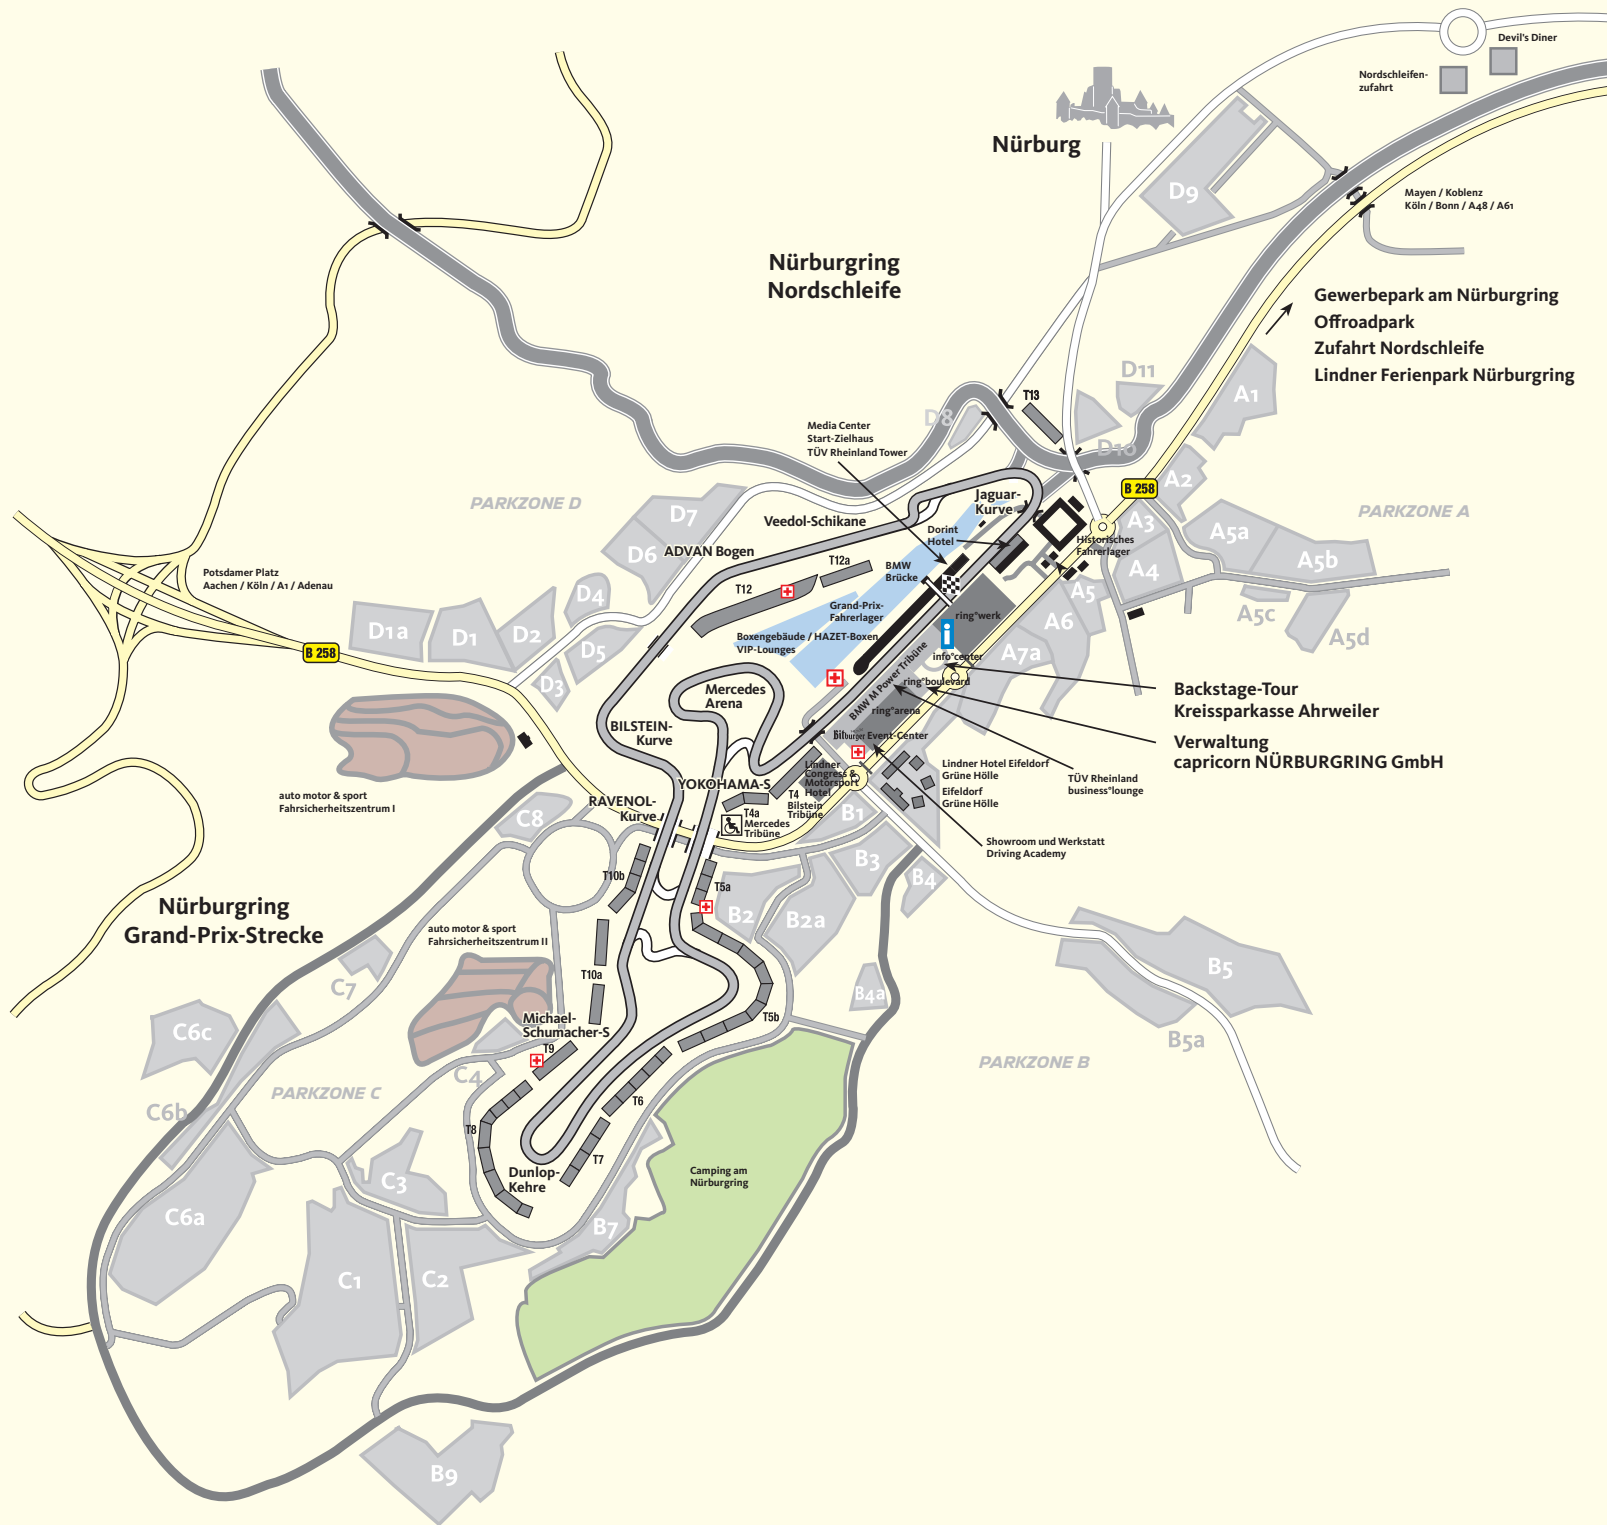 Devil's Diner
Nordschleifen-
zufahrt
Nürburg
D9
Mayen / Koblenz
Köln / Bonn / A48 / A61
Nürburgring
Nordschleife
Gewerbepark am Nürburgring
Offroadpark
Zufahrt Nordschleife
Lindner Ferienpark Nürburgring
D11
A1
T13
D8
D10
Media Center
Start-Zielhaus
TÜV Rheinland Tower
A2
B 258
PARKZONE D
PARKZONE A
Jaguar-
Kurve
D7
Veedol-Schikane
A3
A5a
A5b
Dorint
Hotel
Historisches
Fahrerlager
D6
ADVAN Bogen
T12a
BMW
Brücke
A4
Potsdamer Platz
Aachen / Köln / A1 / Adenau
T12
D4
A5
A5c
A5d
Grand-Prix-
Fahrerlager
ring°werk
A6
D1a
D1
D2
Boxengebäude / HAZET-Boxen
VIP-Lounges
i
info°center
A7a
B 258
D5
D3
BMW M Power Tribüne
ring°boulevard
Backstage-Tour
Kreissparkasse Ahrweiler
Mercedes
Arena
ring°arena
BILSTEIN-
Kurve
Bitburger Event-Center
Verwaltung
capricorn NÜRBURGRING GmbH
Lindner
Congress &
Motorsport
Hotel
Lindner Hotel Eifeldorf
Grüne Hölle
Eifeldorf
Grüne Hölle
TÜV Rheinland
business°lounge
auto motor & sport
Fahrsicherheitszentrum I
YOKOHAMA-S
T4
Bilstein
Tribüne
RAVENOL-
Kurve
T4a
Mercedes
Tribüne
B1
C8
Showroom und Werkstatt
Driving Academy
B3
B4
T10b
T5a
B2
B2a
Nürburgring
Grand-Prix-Strecke
auto motor & sport
Fahrsicherheitszentrum II
B5
T10a
C7
B4a
C6c
Michael-
Schumacher-S
T5b
B5a
T9
PARKZONE B
C4
PARKZONE C
C6b
T6
T8
T7
Dunlop-
Kehre
Camping am
Nürburgring
C3
C6a
B7
C1
C2
B9